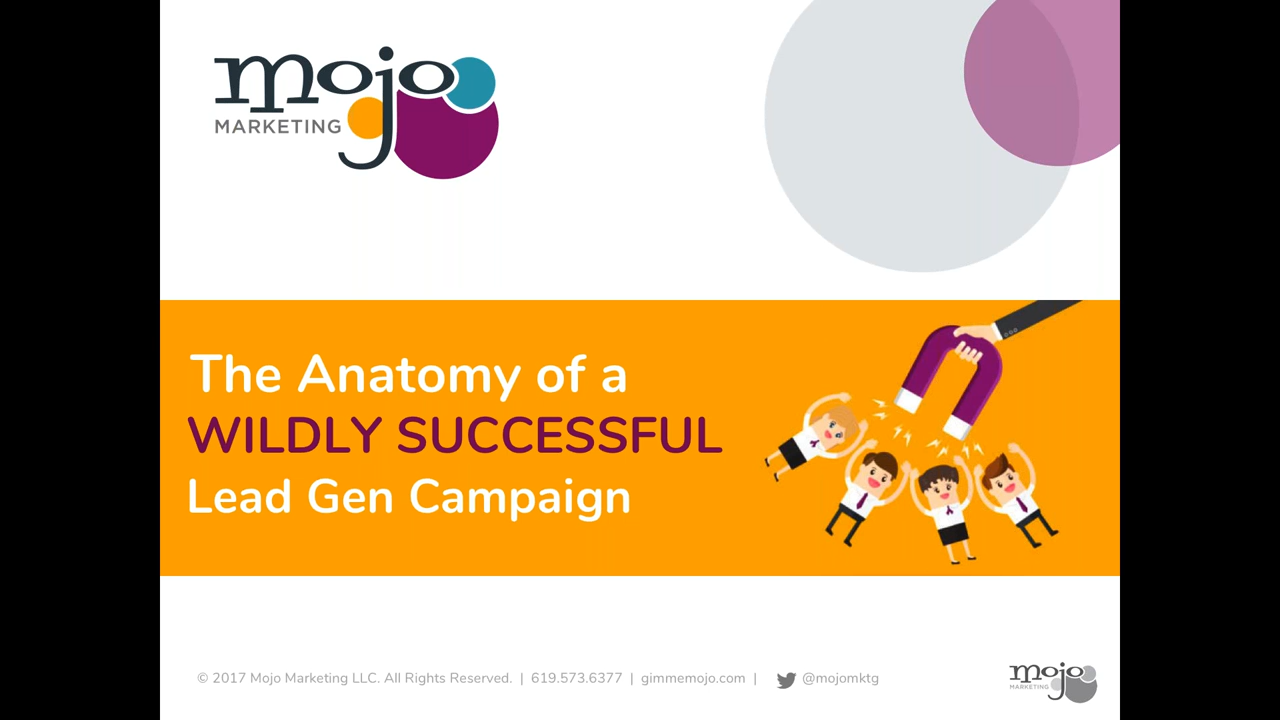 mojo
MARKETING
The Anatomy of a
WILDLY SUCCESSFUL
Lead Gen Campaign
© 2017 Mojo Marketing LLC. All Rights Reserved. | 619.573.6377 | gimmemojo.com | @mojomktg
mojo
MARKETING